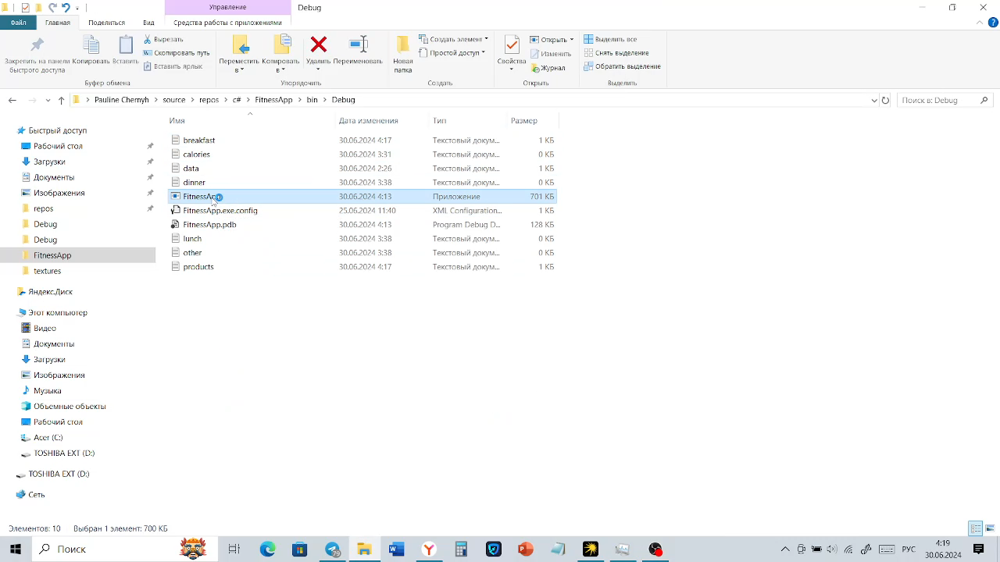 Управление
Debug
Файл
Главная
Поделиться
Вид
Средства работы с приложениями
Закрепить на панели быстрого доступа
Копировать
Вставить
Вырезать
Скопировать путь
Вставить ярлык
Буфер обмена
Переместить в
Копировать в
Удалить
Переименовать
Упорядочить
Новая папка
Создать элемент
Простой доступ
Создать
Свойства
Открыть
Изменить
Журнал
Открыть
Выделить все
Снять выделение
Обратить выделение
Выделить
Pauline Chernyh > source > repos > c# > FitnessApp > bin > Debug
Поиск в: Debug
Имя Дата изменения Тип Размер
breakfast 30.06.2024 4:17 Текстовый докум... 1 КБ
calories 30.06.2024 3:31 Текстовый докум... 0 КБ
data 30.06.2024 2:26 Текстовый докум... 1 КБ
dinner 30.06.2024 3:38 Текстовый докум... 0 КБ
FitnessApp 30.06.2024 4:13 Приложение 701 КБ
FitnessApp.exe.config 25.06.2024 11:40 XML Configuration... 1 КБ
FitnessApp.pdb 30.06.2024 4:13 Program Debug D... 128 КБ
lunch 30.06.2024 3:38 Текстовый докум... 0 КБ
other 30.06.2024 3:38 Текстовый докум... 0 КБ
products 30.06.2024 4:17 Текстовый докум... 1 КБ
Быстрый доступ
Рабочий стол
Загрузки
Документы
Изображения
repos
Debug
Debug
FitnessApp
textures
Яндекс.Диск
Этот компьютер
Видео
Документы
Загрузки
Изображения
Музыка
Объемные объекты
Рабочий стол
Acer (C:)
TOSHIBA EXT (D:)
TOSHIBA EXT (D:)
Сеть
Элементов: 10 Выбран 1 элемент: 700 КБ
Поиск
РУС
4:19
30.06.2024